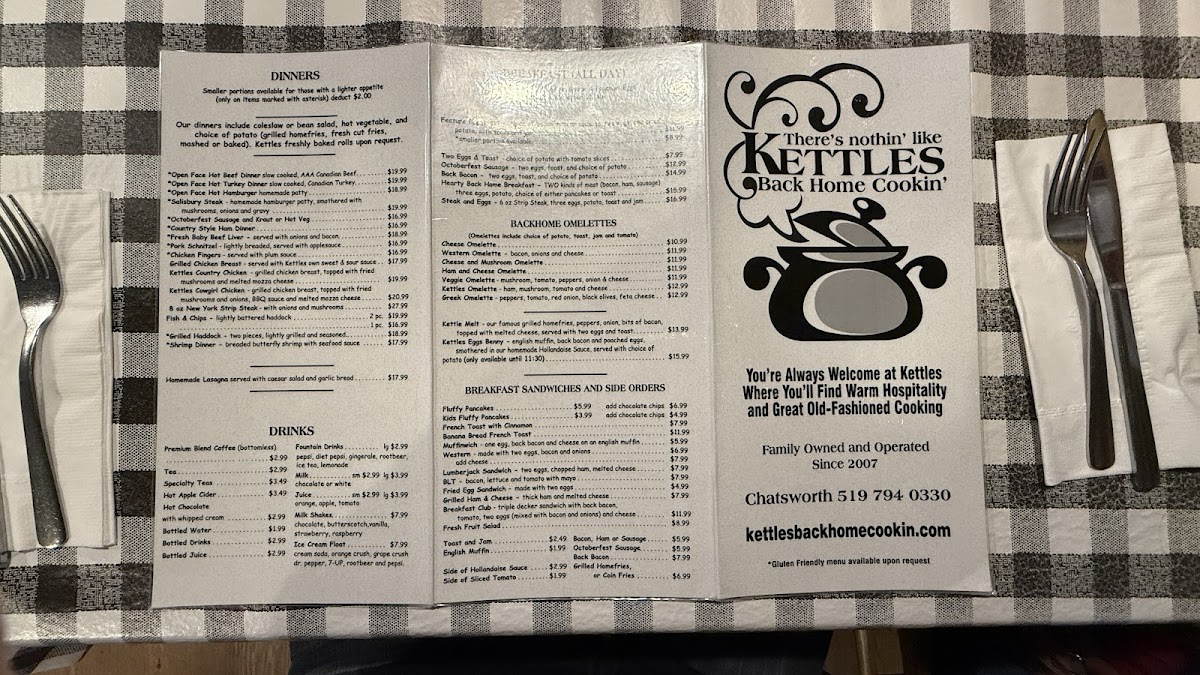 DINNERS
Smaller portions available for those with a lighter appetite
(only on items marked with asterisk) deduct $2.00
Our dinners include coleslaw or bean salad, hot vegetable, and
choice of potato (grilled homefries, fresh cut fries,
mashed or baked). Kettles freshly baked rolls upon request.
*Open Face Hot Beef Dinner slow cooked, AAA Canadian Beef $19.99
*Open Face Hot Turkey Dinner slow cooked, Canadian Turkey $19.99
*Open Face Hot Hamburger homemade patty $18.99
*Salisbury Steak - homemade hamburger patty, smothered with
mushrooms, onions and gravy $19.99
*Octoberfest Sausage and Kraut or Hot Veg $16.99
*Country Style Ham Dinner $16.99
*Fresh Baby Beef Liver - served with onions and bacon $18.99
*Pork Schnitzel - lightly breaded, served with applesauce $16.99
*Chicken Fingers - served with plum sauce $16.99
Grilled Chicken Breast - served with Kettles own sweet & sour sauce $17.99
Kettles Country Chicken - grilled chicken breast, topped with fried
mushrooms and melted mozza cheese $19.99
Kettles Cowgirl Chicken - grilled chicken breast, topped with fried
mushrooms and onions, BBQ sauce and melted mozza cheese $20.99
8 oz New York Strip Steak - with onions and mushrooms $27.99
Fish & Chips - lightly battered haddock 2 pc. $19.99
1 pc. $16.99
*Grilled Haddock - two pieces, lightly grilled and seasoned $18.99
*Shrimp Dinner - breaded butterfly shrimp with seafood sauce $17.99
Homemade Lasagna served with caesar salad and garlic bread $17.99
DRINKS
Premium Blend Coffee (bottomless)
$2.99
Tea $2.99
Specialty Teas $3.49
Hot Apple Cider $3.49
Hot Chocolate
with whipped cream $2.99
Bottled Water $1.99
Bottled Drinks $2.99
Bottled Juice $2.99
Fountain Drinks lg $2.99
pepsi, diet pepsi, gingerale, rootbeer,
ice tea, lemonade
Milk sm $2.99 lg $3.99
chocolate or white
Juice sm $2.99 lg $3.99
orange, apple, tomato
Milk Shakes $7.99
chocolate, butterscotch, vanilla,
strawberry, raspberry
Ice Cream Float $7.99
cream soda, orange crush, grape crush
dr. pepper, 7-UP, rootbeer and pepsi.
BREAKFAST (ALL DAY)
*smaller portions available $8.99
Two Eggs & Toast - choice of potato with tomato slices $7.99
Octoberfest Sausage - two eggs, toast, and choice of potato $12.99
Back Bacon - two eggs, toast, and choice of potato $14.99
Hearty Back Home Breakfast - TWO kinds of meat (bacon, ham, sausage)
three eggs, potato, choice of either pancakes or toast $15.99
Steak and Eggs - 6 oz Strip Steak, three eggs, potato, toast and jam $16.99
BACKHOME OMELETTES
(Omelettes include choice of potato, toast, jam and tomato)
Cheese Omelette $10.99
Western Omelette - bacon, onions and cheese $11.99
Cheese and Mushroom Omelette $11.99
Ham and Cheese Omelette $11.99
Veggie Omelette - mushroom, tomato, peppers, onion & cheese $11.99
Kettles Omelette - ham, mushroom, tomato and cheese $12.99
Greek Omelette - peppers, tomato, red onion, black olives, feta cheese $12.99
Kettle Melt - our famous grilled homefries, peppers, onion, bits of bacon,
topped with melted cheese, served with two eggs and toast $13.99
Kettles Eggs Benny - english muffin, back bacon and poached eggs,
smothered in our homemade Hollandaise Sauce, served with choice of
potato (only available until 11:30) $15.99
BREAKFAST SANDWICHES AND SIDE ORDERS
Fluffy Pancakes $5.99 add chocolate chips $6.99
Kids Fluffy Pancakes $3.99 add chocolate chips $4.99
French Toast with Cinnamon $7.99
Banana Bread French Toast $11.99
Muffinwich - one egg, back bacon and cheese on an english muffin $5.99
Western - made with two eggs, bacon and onions $6.99
add cheese $7.99
Lumberjack Sandwich - two eggs, chopped ham, melted cheese $7.99
BLT - bacon, lettuce and tomato with mayo $7.99
Fried Egg Sandwich - made with two eggs $4.99
Grilled Ham & Cheese - thick ham and melted cheese $7.99
Breakfast Club - triple decker sandwich with back bacon,
tomato, two eggs (mixed with bacon and onions) and cheese $11.99
Fresh Fruit Salad $8.99
Toast and Jam $2.49
English Muffin $1.99
Side of Hollandaise Sauce $2.99
Side of Sliced Tomato $1.99
Bacon, Ham or Sausage $5.99
Octoberfest Sausage $5.99
Back Bacon $7.99
Grilled Homefries,
or Coin Fries $6.99
There's nothin' like
KETTLES
Back Home Cookin'
You're Always Welcome at Kettles
Where You'll Find Warm Hospitality
and Great Old-Fashioned Cooking
Family Owned and Operated
Since 2007
Chatsworth 519 794 0330
kettlesbackhomecookin.com
*Gluten Friendly menu available upon request